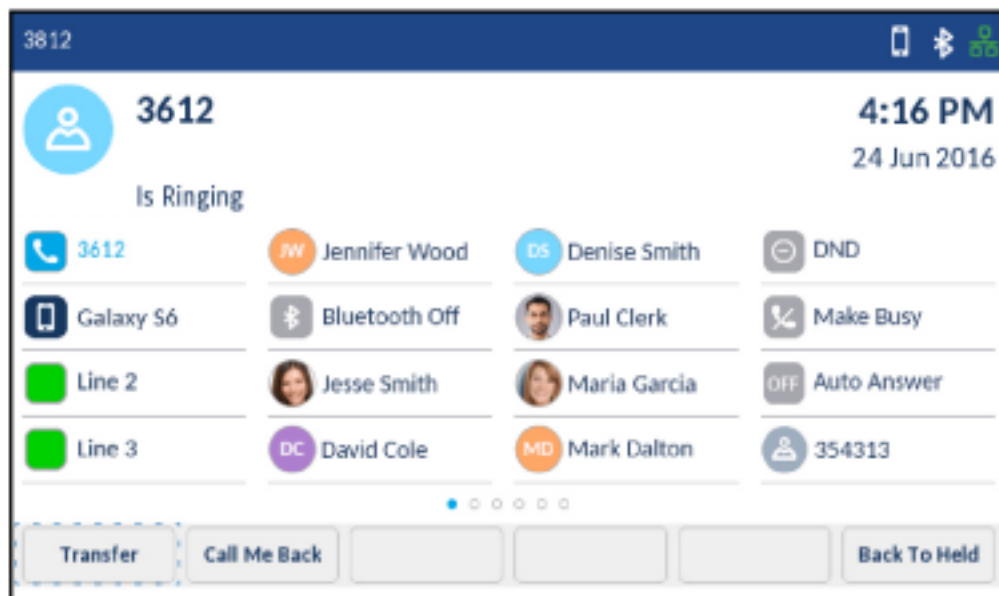 3812
3612
4:16 PM
24 Jun 2016
Is Ringing
3612
JW Jennifer Wood
DS Denise Smith
DND
Galaxy S6
Bluetooth Off
Paul Clerk
Make Busy
Line 2
Jesse Smith
Maria Garcia
OFF Auto Answer
Line 3
DC David Cole
MD Mark Dalton
354313
Transfer
Call Me Back
Back To Held